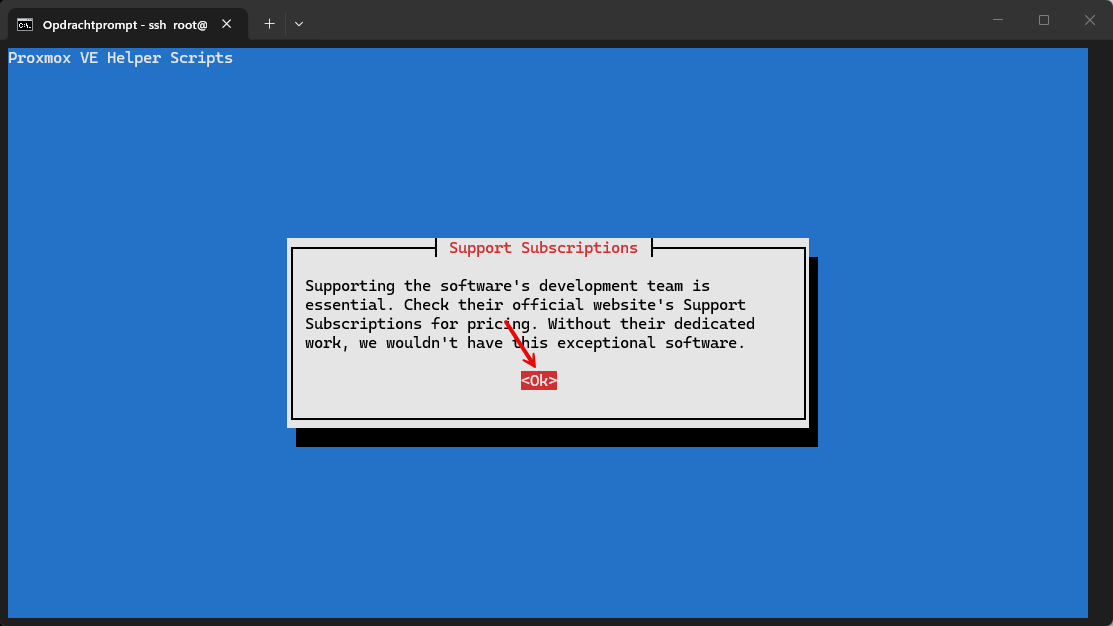 Opdrachtprompt - ssh root@
Proxmox VE Helper Scripts
Support Subscriptions
Supporting the software's development team is
essential. Check their official website's Support
Subscriptions for pricing. Without their dedicated
work, we wouldn't have this exceptional software.
<Ok>